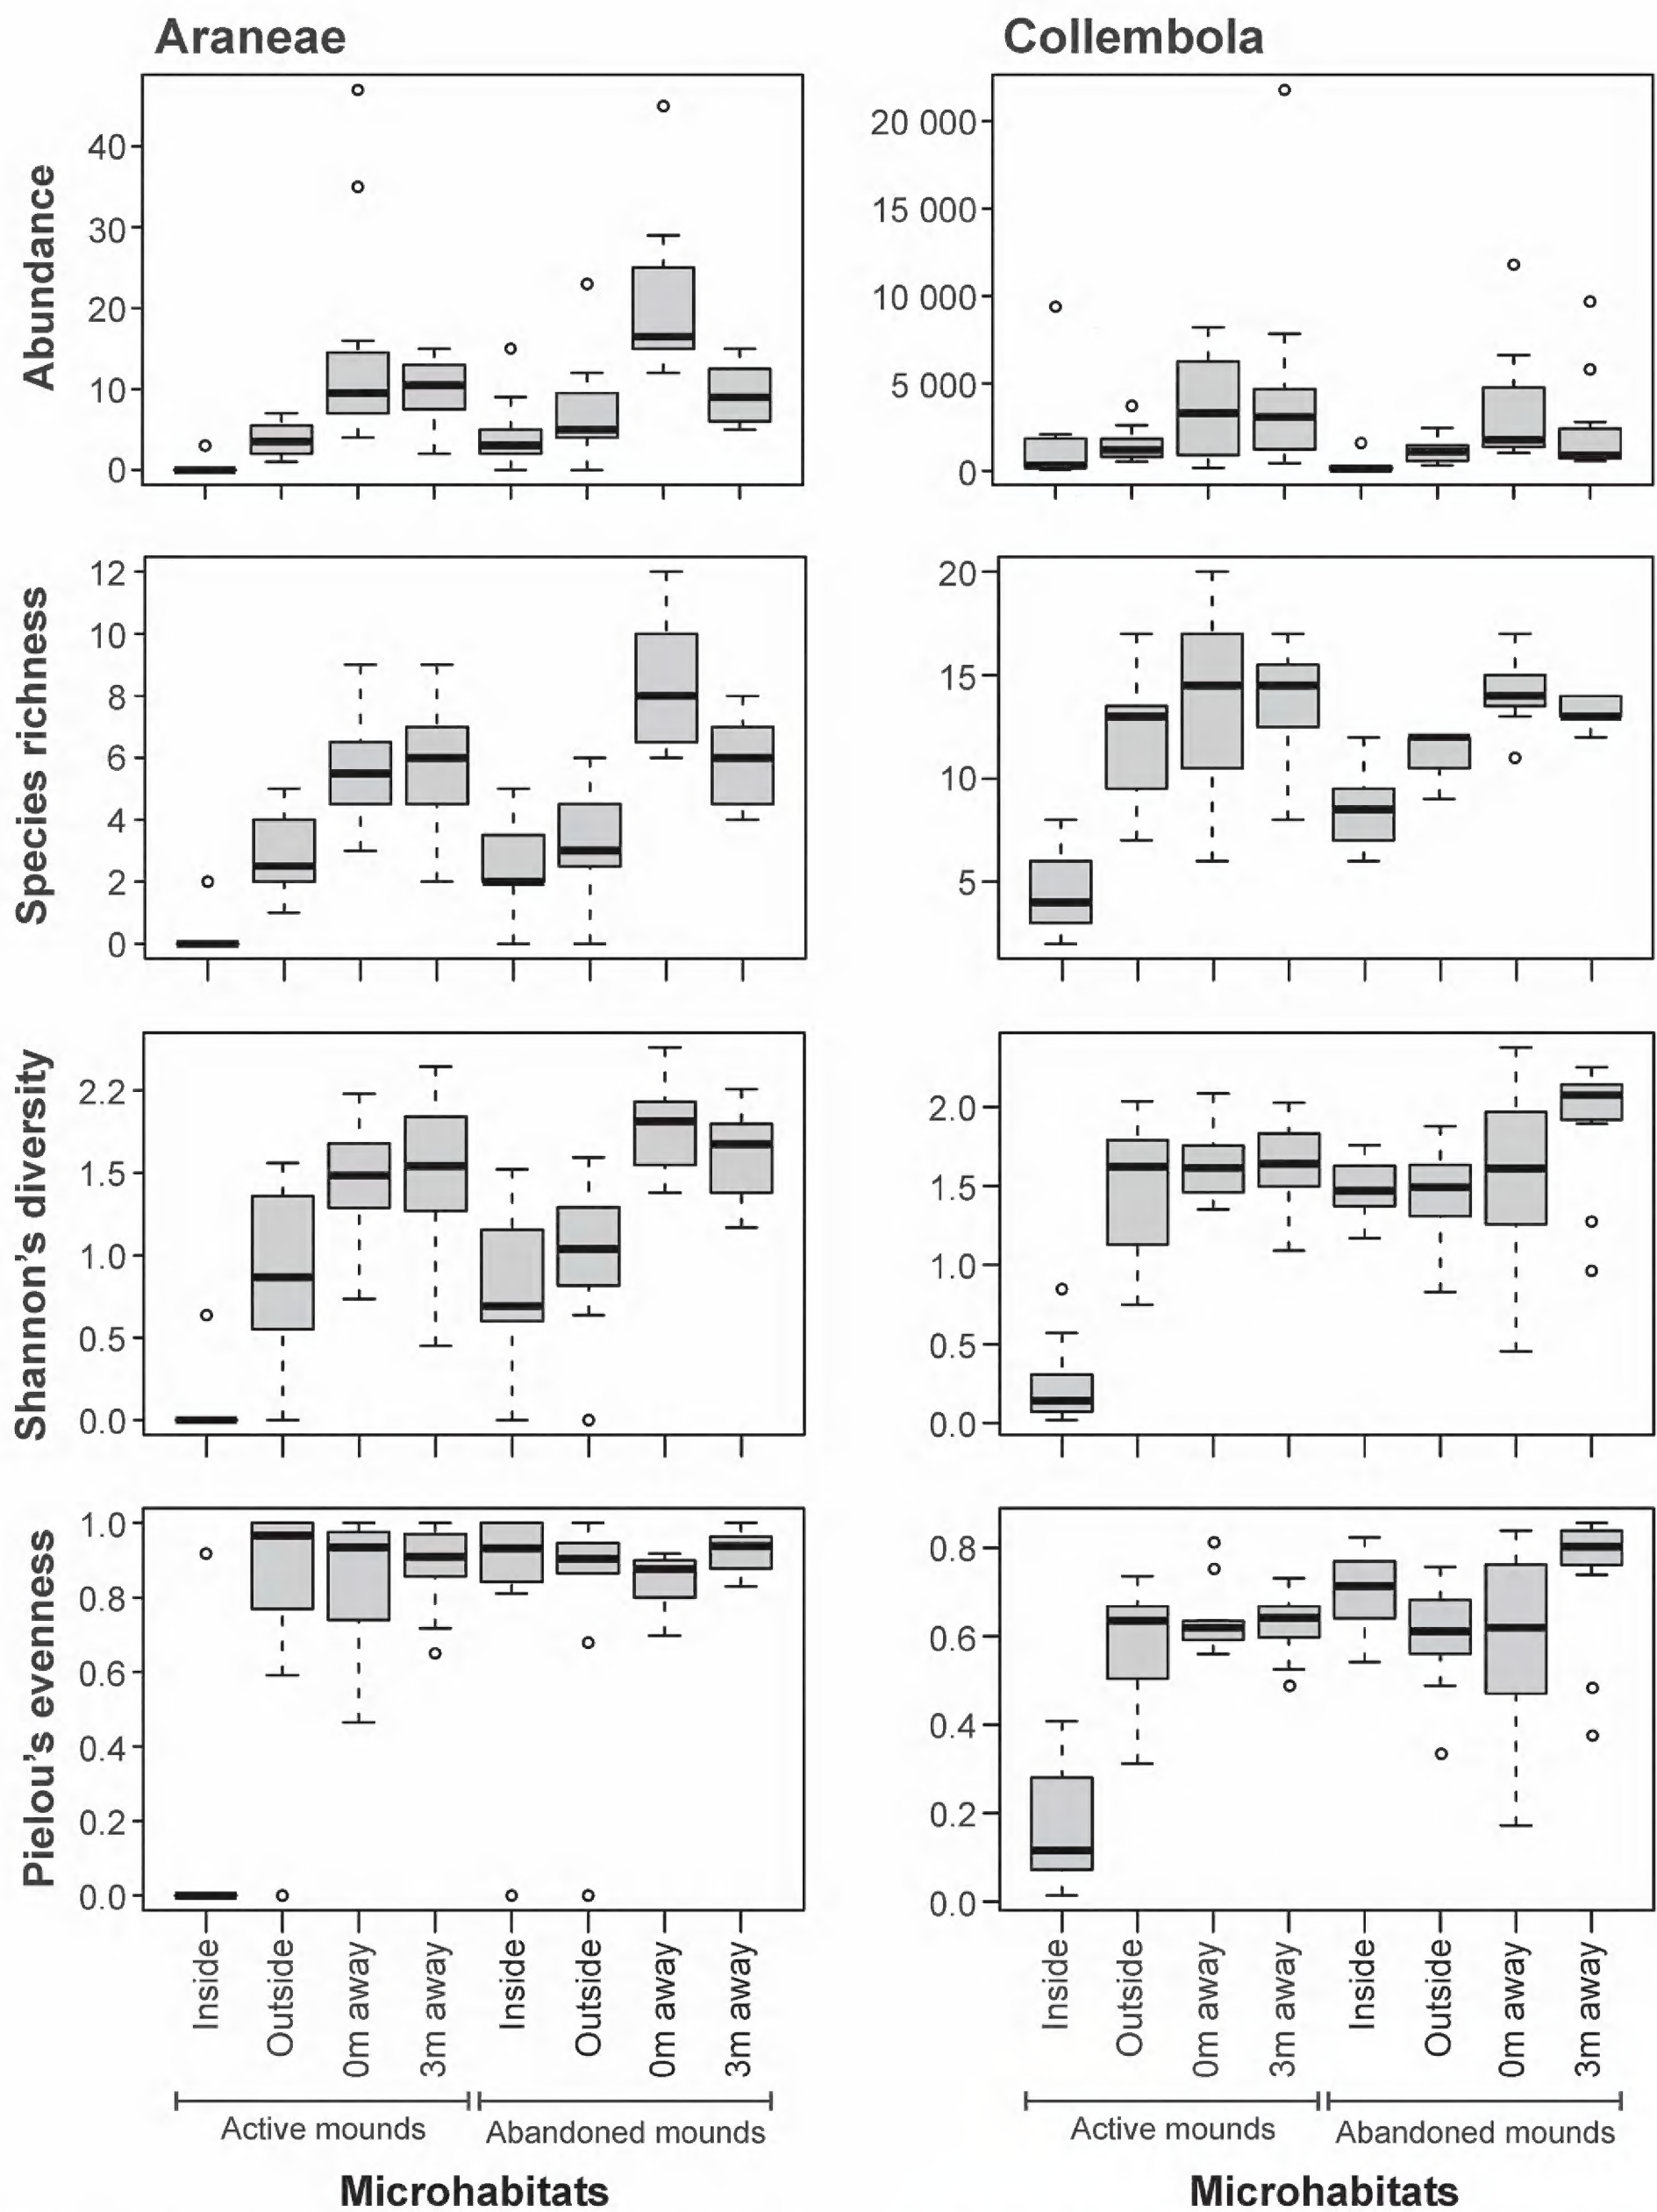 Araneae
Collembola
Abundance
40
30
20
10
0
20 000
15 000
10 000
5 000
0
Species richness
12
10
8
6
4
2
0
20
15
10
5
Shannon's diversity
2.2
1.5
1.0
0.5
0.0
2.0
1.5
1.0
0.5
0.0
Pielou's evenness
1.0
0.8
0.6
0.4
0.2
0.0
0.8
0.6
0.4
0.2
0.0
Inside
Outside
0m away
3m away
Inside
Outside
0m away
3m away
Inside
Outside
0m away
3m away
Inside
Outside
0m away
3m away
Active mounds
Abandoned mounds
Active mounds
Abandoned mounds
Microhabitats
Microhabitats